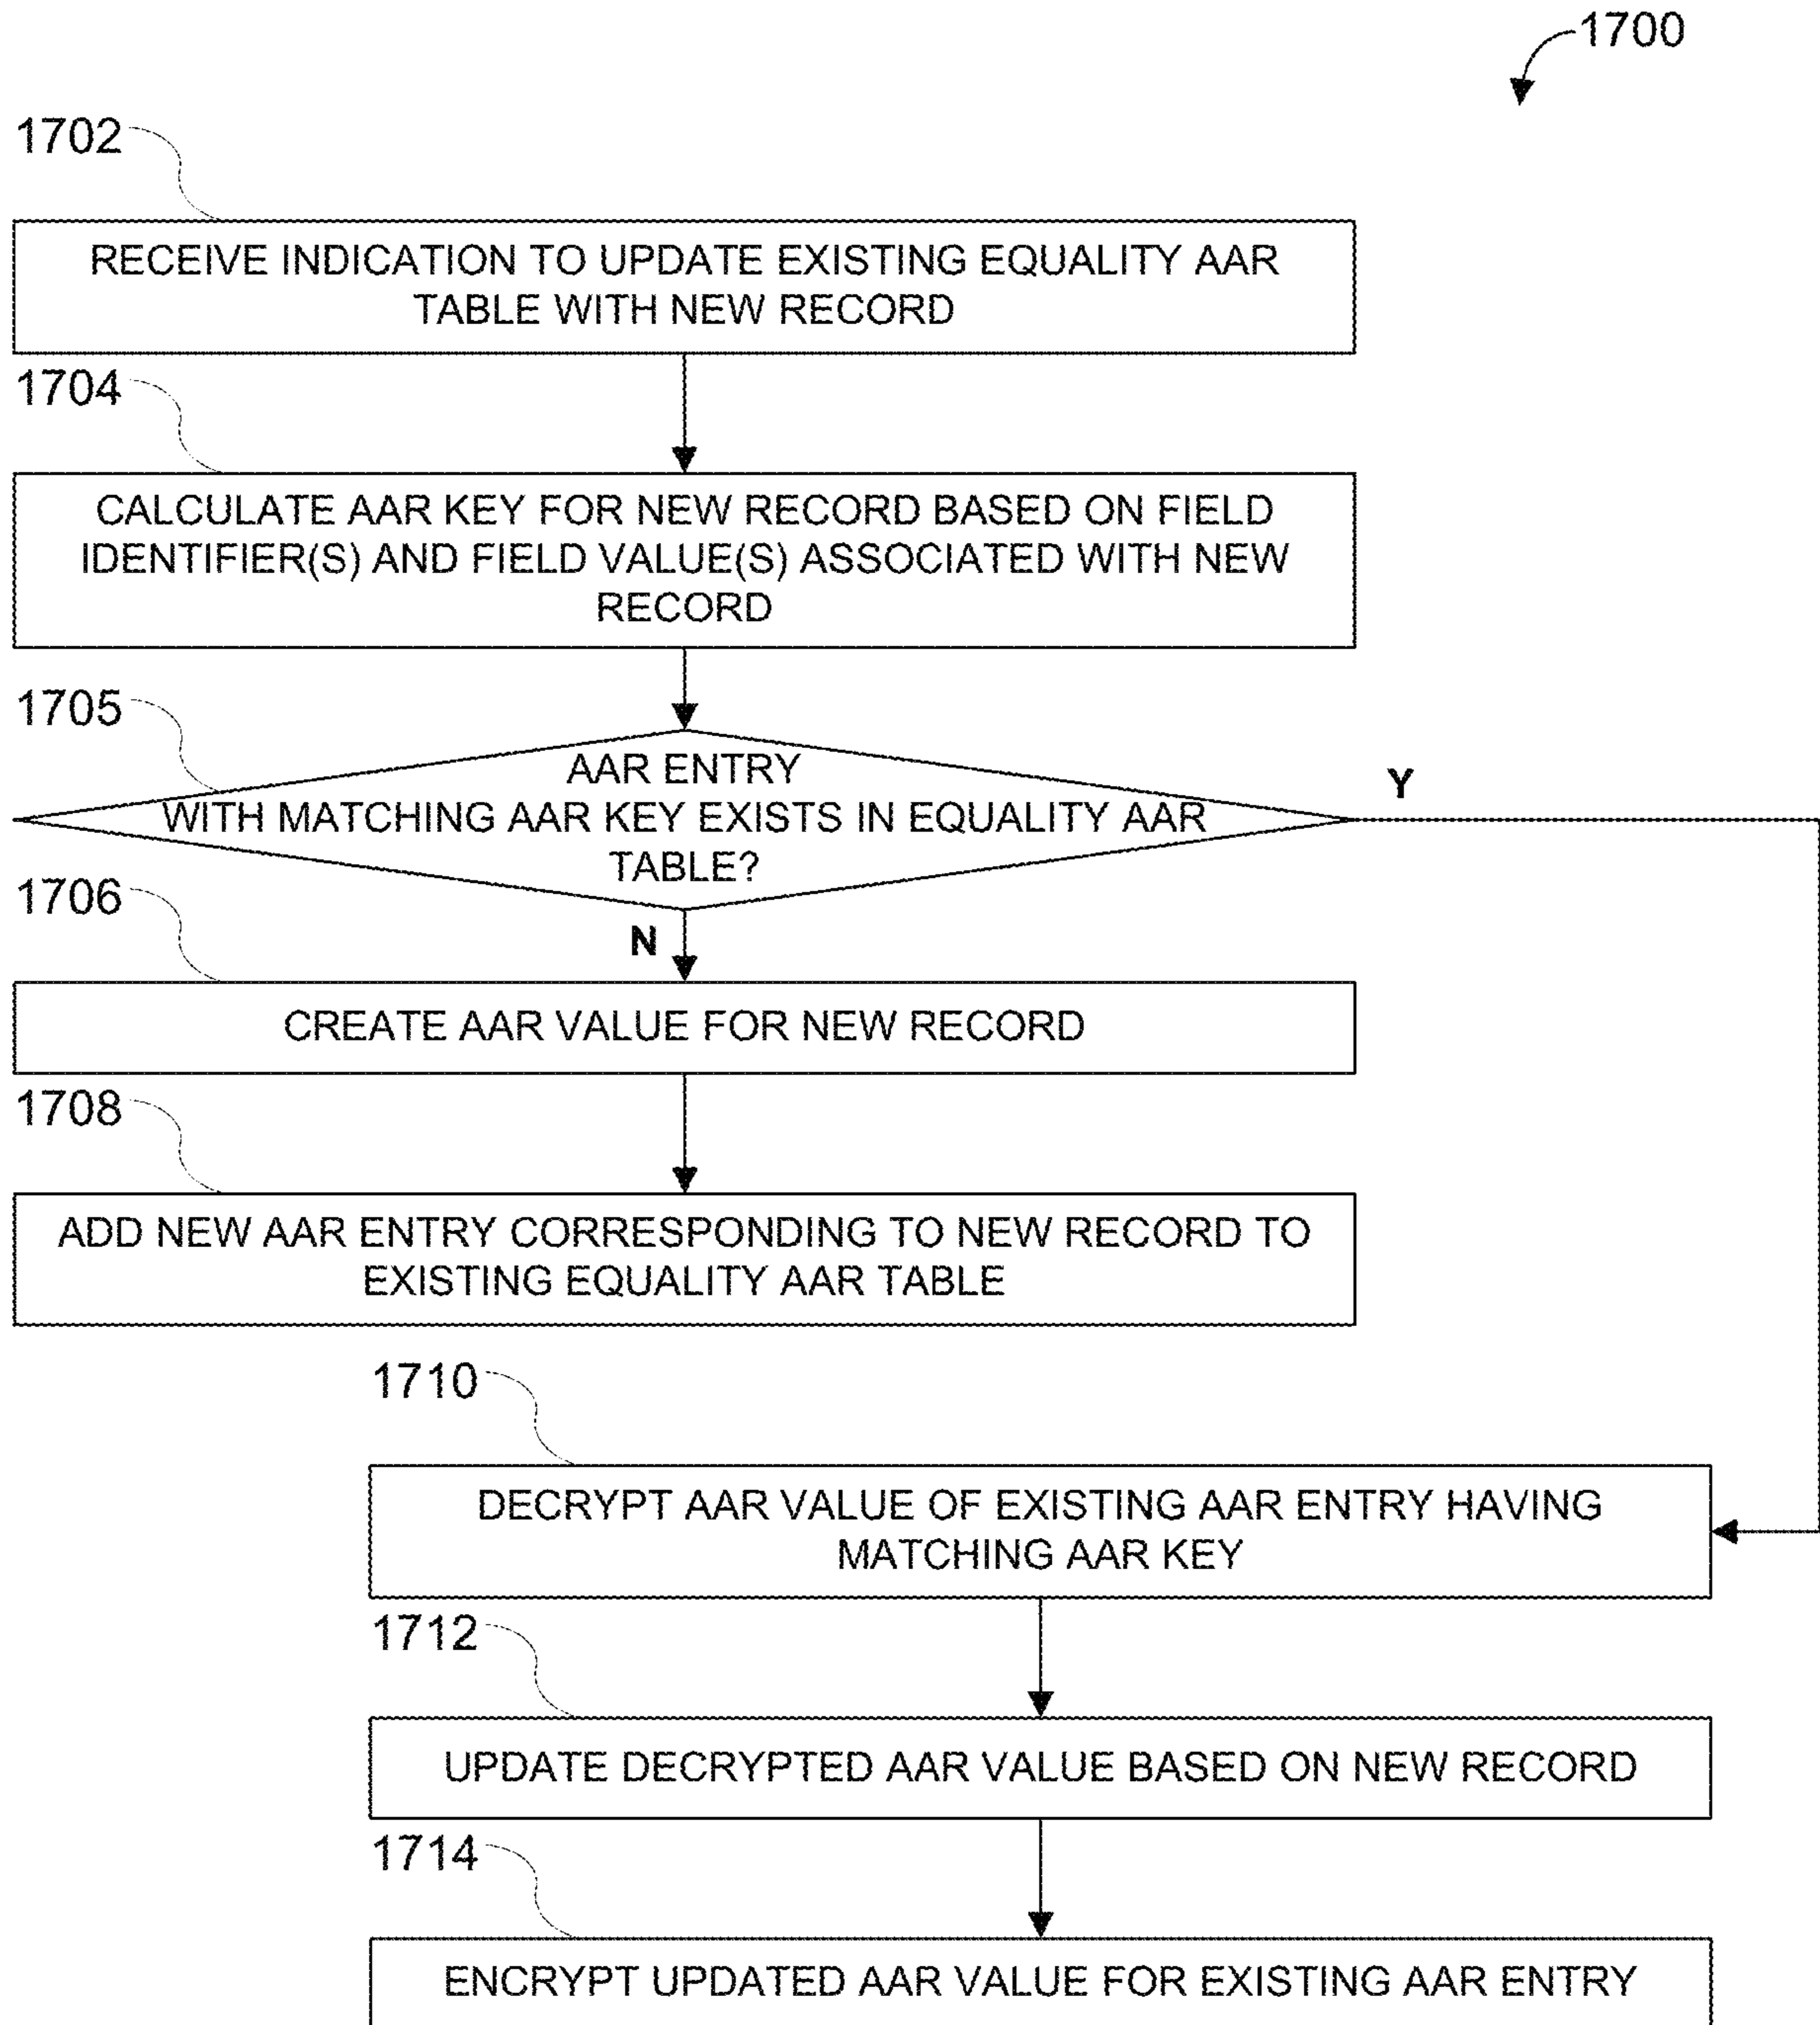 1700
1702
RECEIVE INDICATION TO UPDATE EXISTING EQUALITY AAR
TABLE WITH NEW RECORD
1704
CALCULATE AAR KEY FOR NEW RECORD BASED ON FIELD
IDENTIFIER(S) AND FIELD VALUE(S) ASSOCIATED WITH NEW
RECORD
1705
AAR ENTRY
WITH MATCHING AAR KEY EXISTS IN EQUALITY AAR
TABLE?
Y
1706
N
CREATE AAR VALUE FOR NEW RECORD
1708
ADD NEW AAR ENTRY CORRESPONDING TO NEW RECORD TO
EXISTING EQUALITY AAR TABLE
1710
DECRYPT AAR VALUE OF EXISTING AAR ENTRY HAVING
MATCHING AAR KEY
1712
UPDATE DECRYPTED AAR VALUE BASED ON NEW RECORD
1714
ENCRYPT UPDATED AAR VALUE FOR EXISTING AAR ENTRY